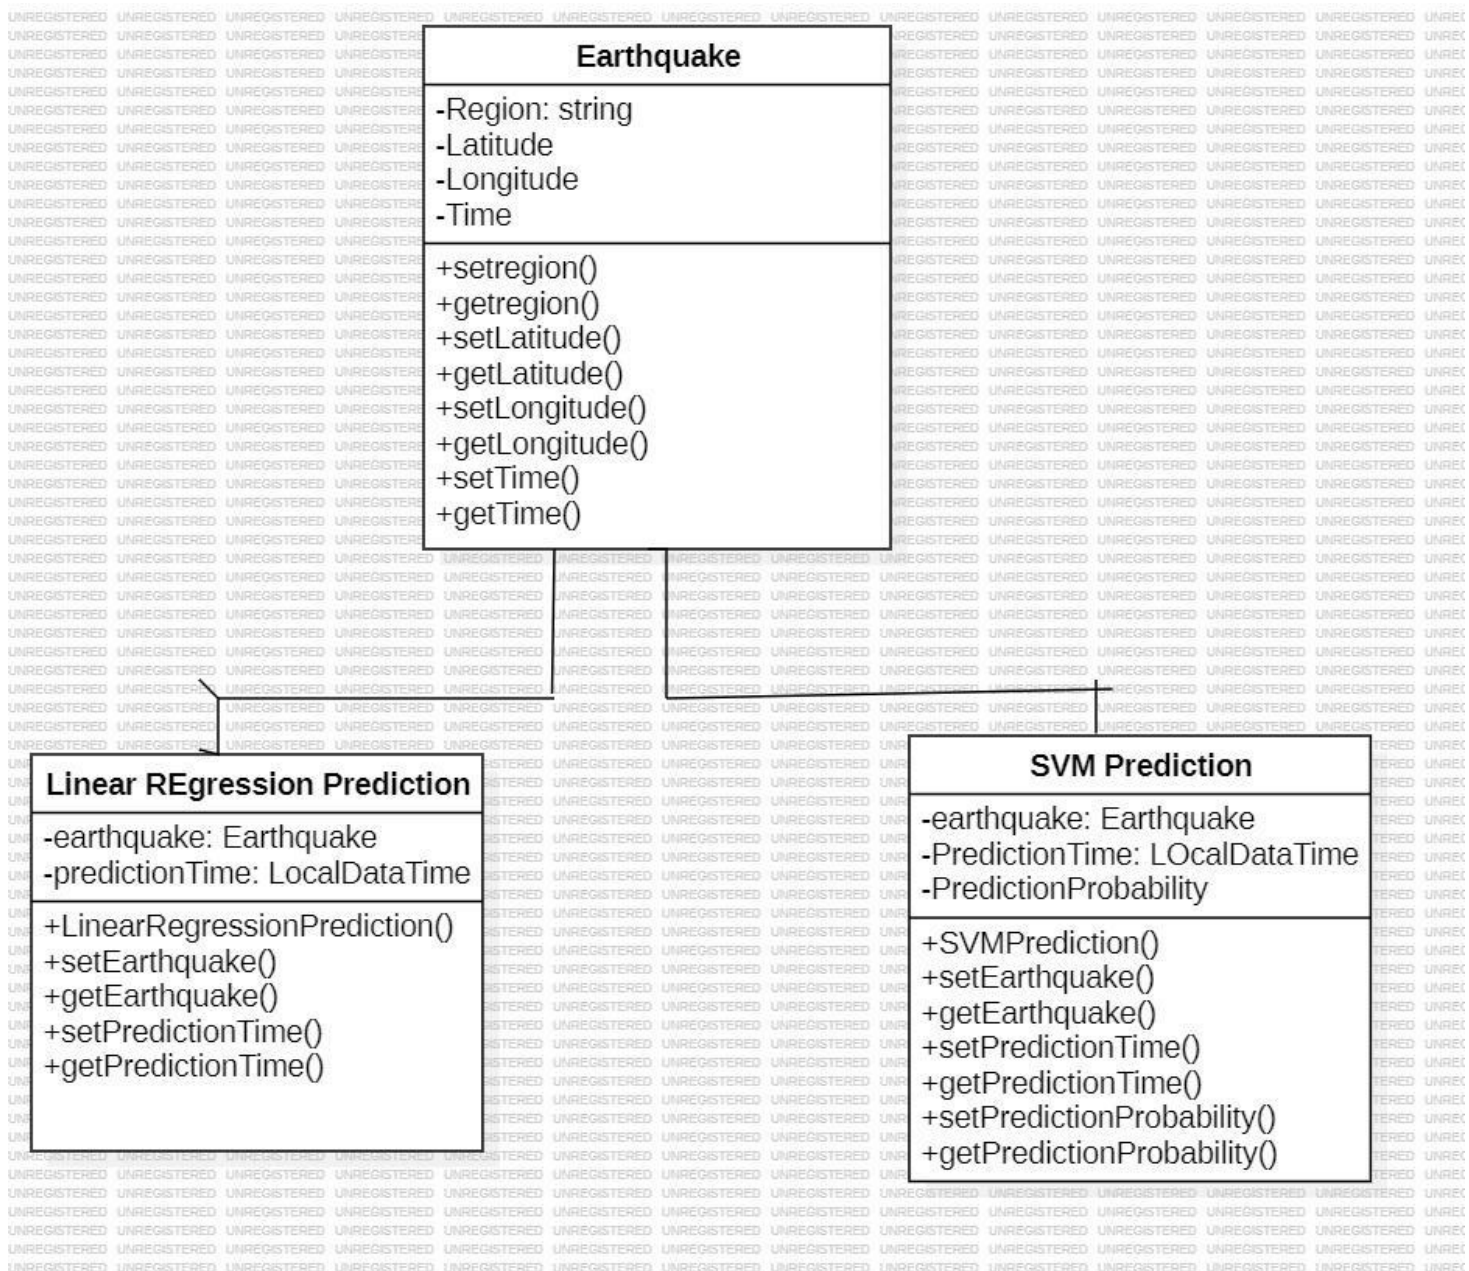 Earthquake
-Region: string
-Latitude
-Longitude
-Time
+setregion()
+getregion()
+setLatitude()
+getLatitude()
+setLongitude()
+getLongitude()
+setTime()
+getTime()
Linear REgression Prediction
-earthquake: Earthquake
-predictionTime: LocalDataTime
+LinearRegressionPrediction()
+setEarthquake()
+getEarthquake()
+setPredictionTime()
+getPredictionTime()
SVM Prediction
-earthquake: Earthquake
-PredictionTime: LOcalDataTime
-PredictionProbability
+SVMPrediction()
+setEarthquake()
+getEarthquake()
+setPredictionTime()
+getPredictionTime()
+setPredictionProbability()
+getPredictionProbability()
UNREGISTERED